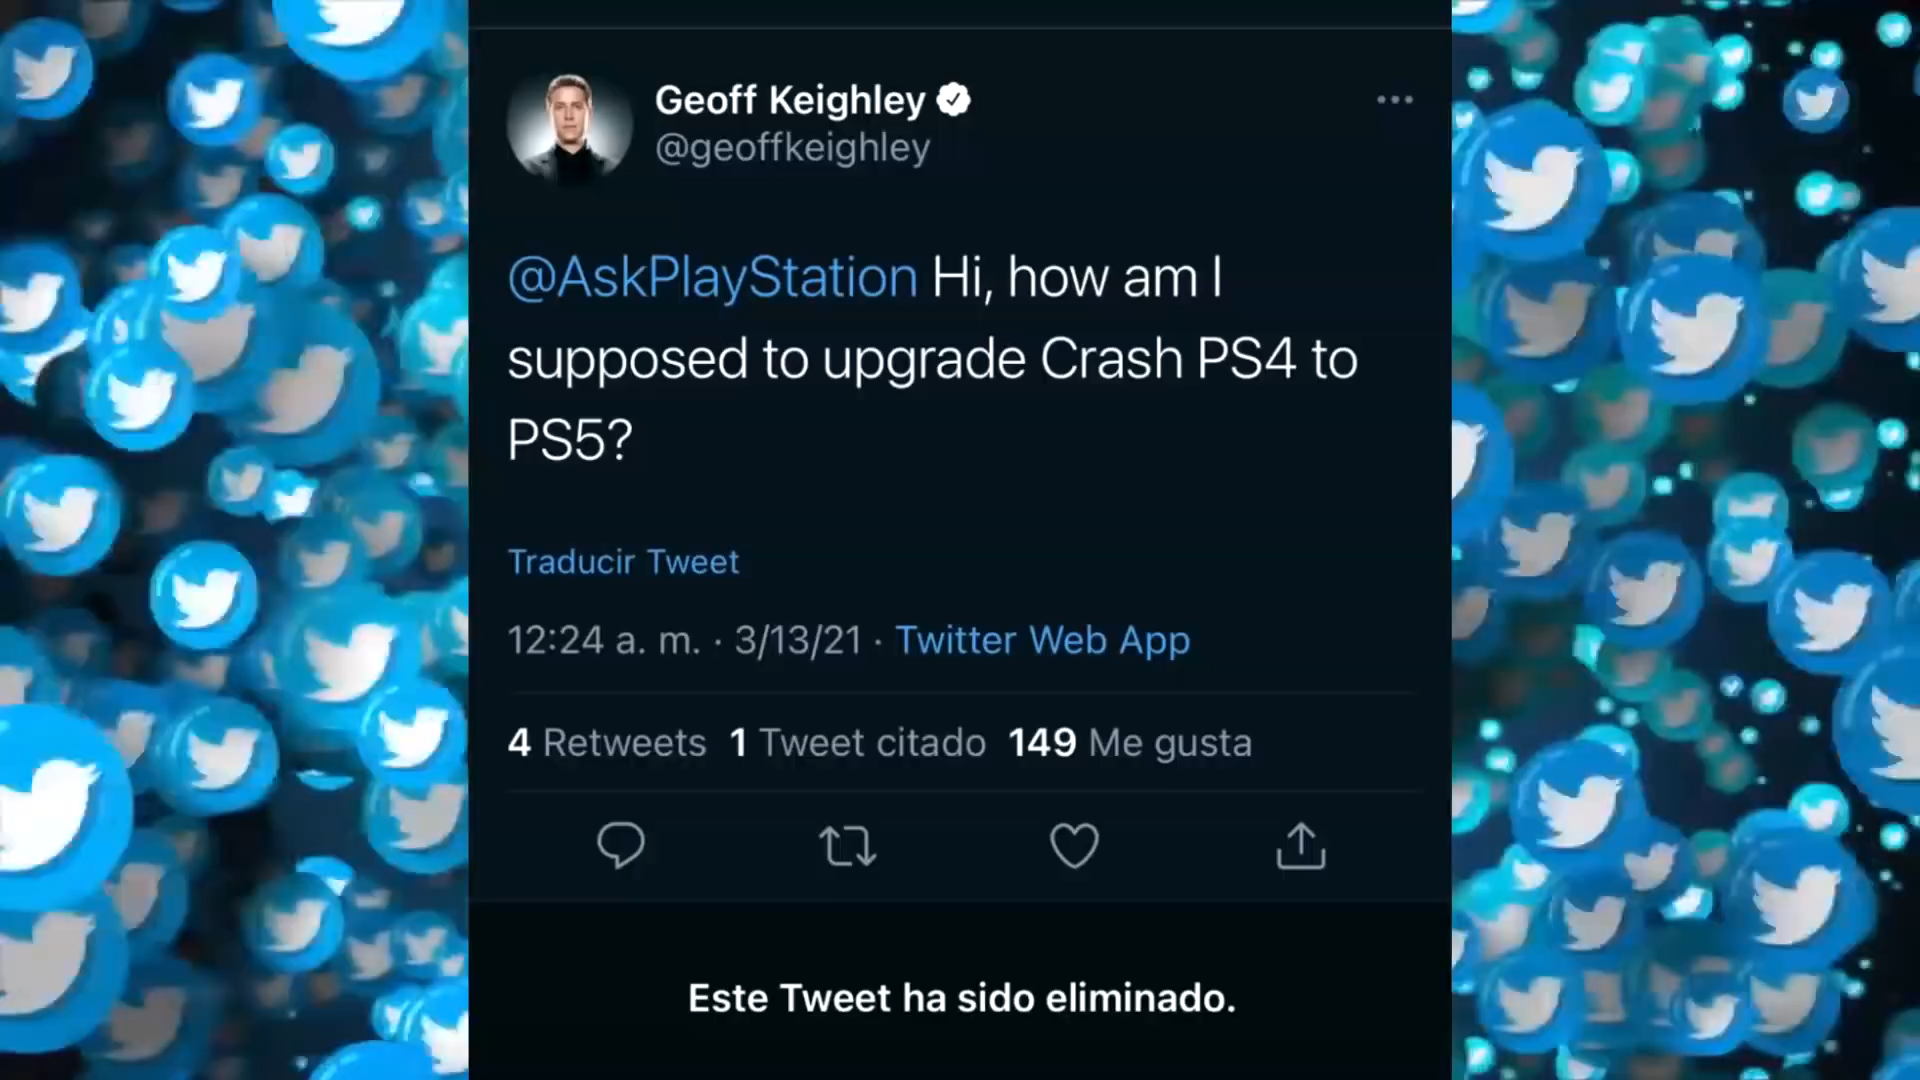 Geoff Keighley
@geoffkeighley
@AskPlayStation Hi, how am I
supposed to upgrade Crash PS4 to
PS5?
Traducir Tweet
12:24 a. m. · 3/13/21 · Twitter Web App
4 Retweets 1 Tweet citado 149 Me gusta
Este Tweet ha sido eliminado.